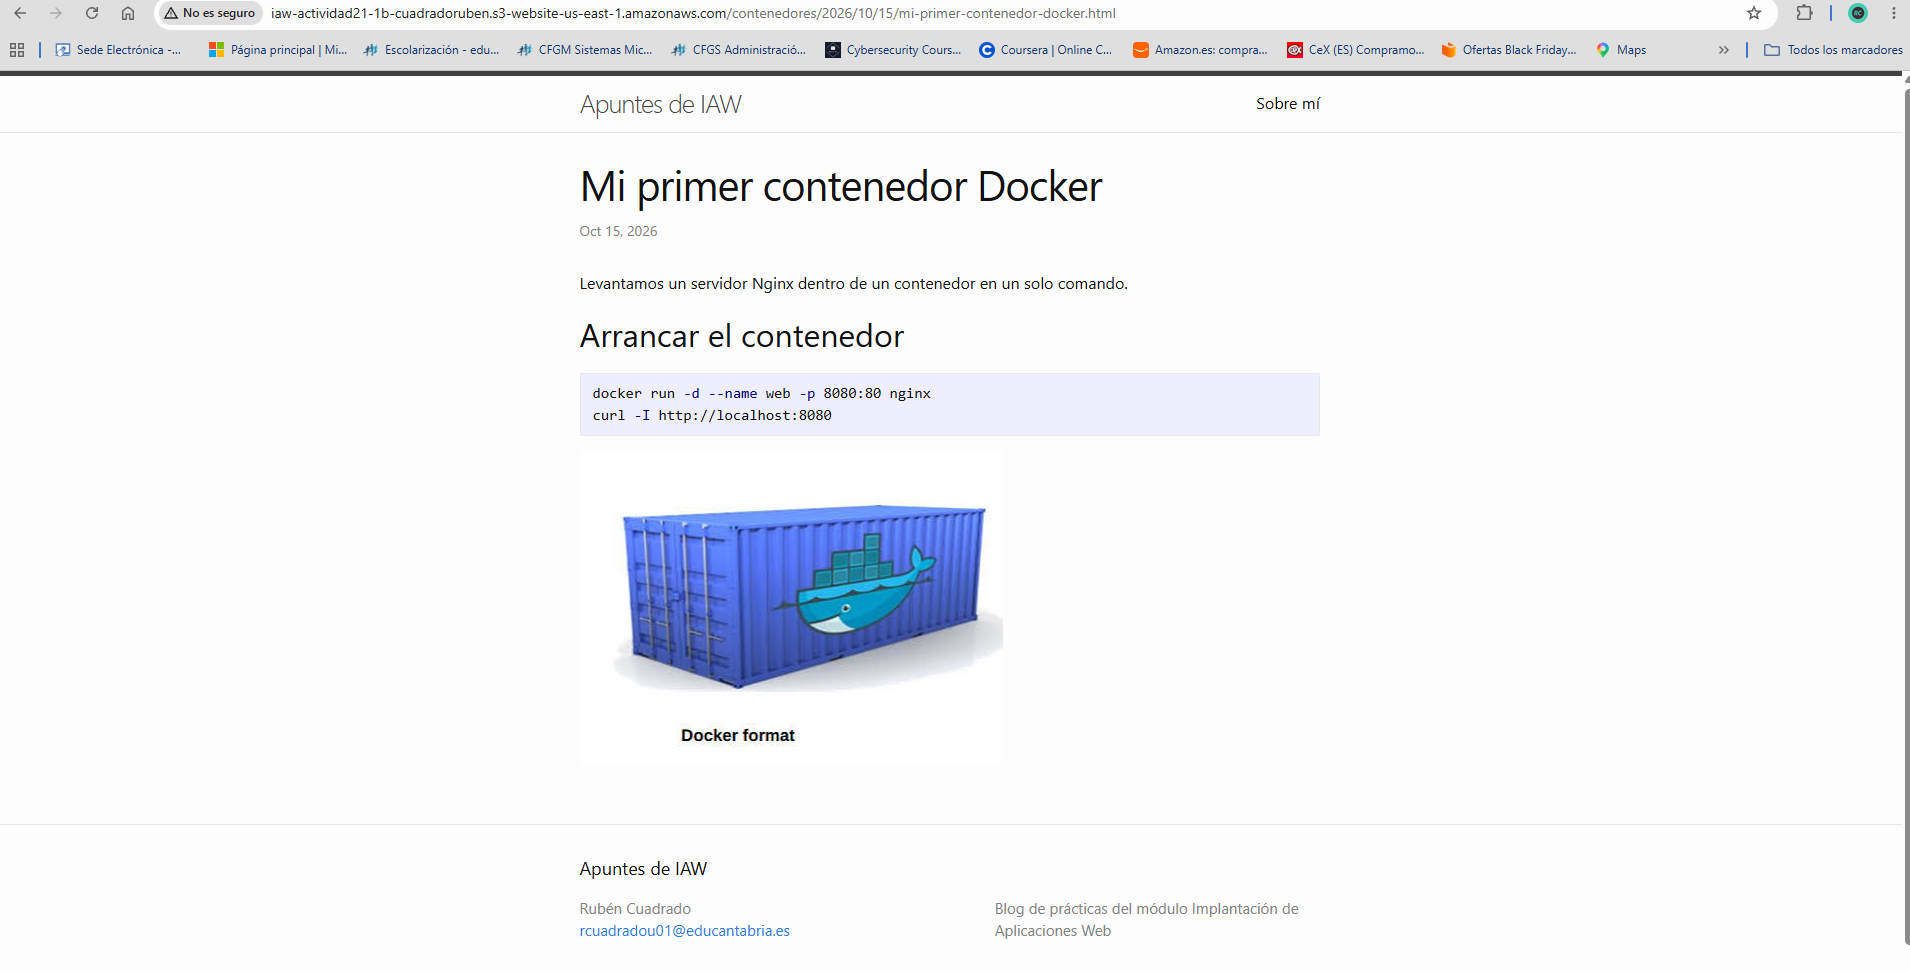 No es seguro
iaw-actividad21-1b-cuadradoruben.s3-website-us-east-1.amazonaws.com/contenedores/2026/10/15/mi-primer-contenedor-docker.html
RC
Sede Electrónica -...
Página principal | Mi...
Escolarización - edu...
CFGM Sistemas Mic...
CFGS Administració...
Cybersecurity Cours...
Coursera | Online C...
Amazon.es: compra...
CeX (ES) Compramo...
Ofertas Black Friday...
Maps
Todos los marcadores
Apuntes de IAW
Sobre mí
Mi primer contenedor Docker
Oct 15, 2026
Levantamos un servidor Nginx dentro de un contenedor en un solo comando.
Arrancar el contenedor
docker run -d --name web -p 8080:80 nginx
curl -I http://localhost:8080
Docker format
Apuntes de IAW
Rubén Cuadrado
rcuadradou01@educantabria.es
Blog de prácticas del módulo Implantación de
Aplicaciones Web